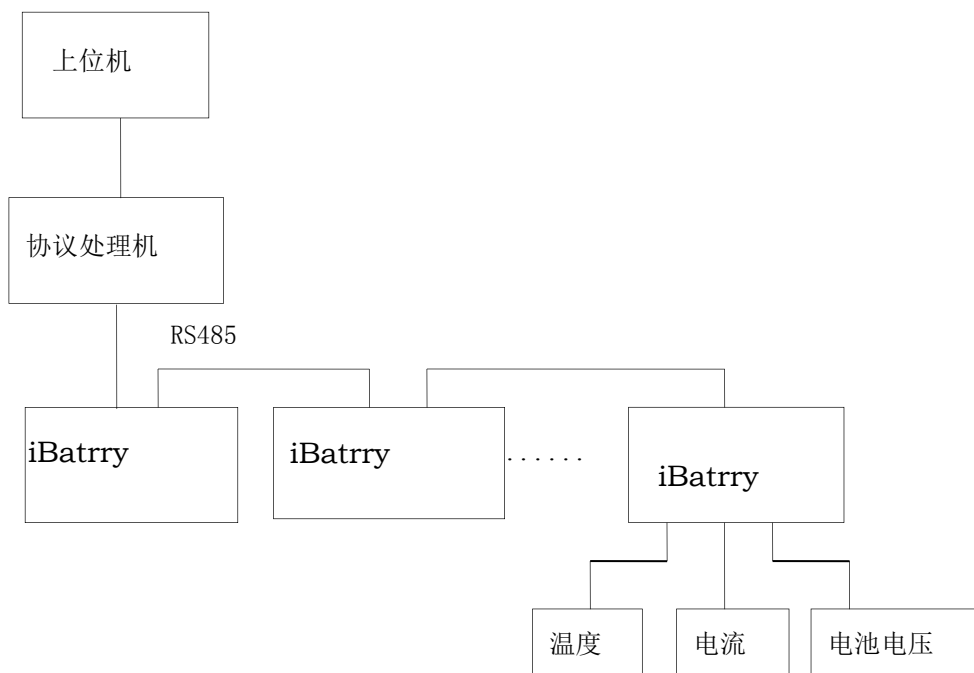 上位机
协议处理机
RS485
iBatrry
iBatrry
......
iBatrry
温度
电流
电池电压